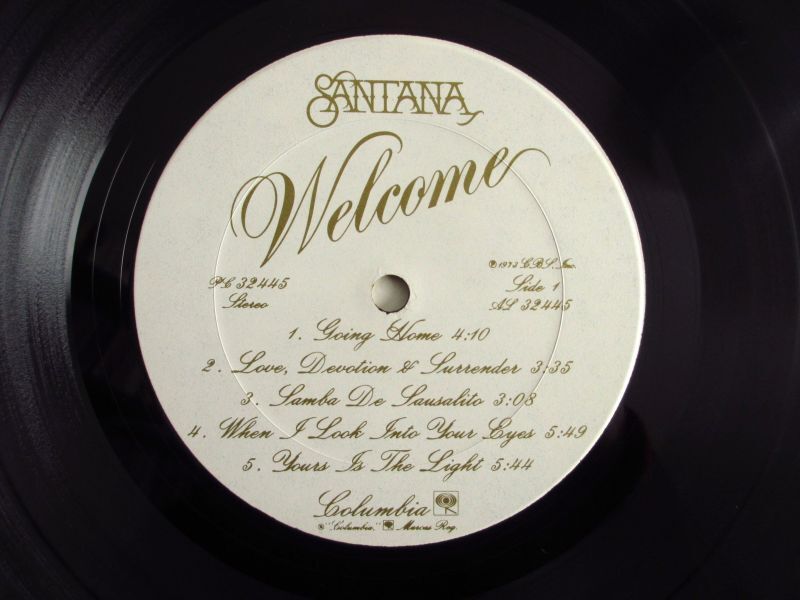 SANTANA
Welcome
℗ 1973 CBS. Inc.
PC 32445
Side 1
Stereo
AL 32445
1. Going Home 4:10
2. Love, Devotion & Surrender 3:35
3. Samba De Sausalito 3:08
4. When I Look Into Your Eyes 5:49
5. Yours Is The Light 5:44
Columbia
® "Columbia," Marcas Reg.